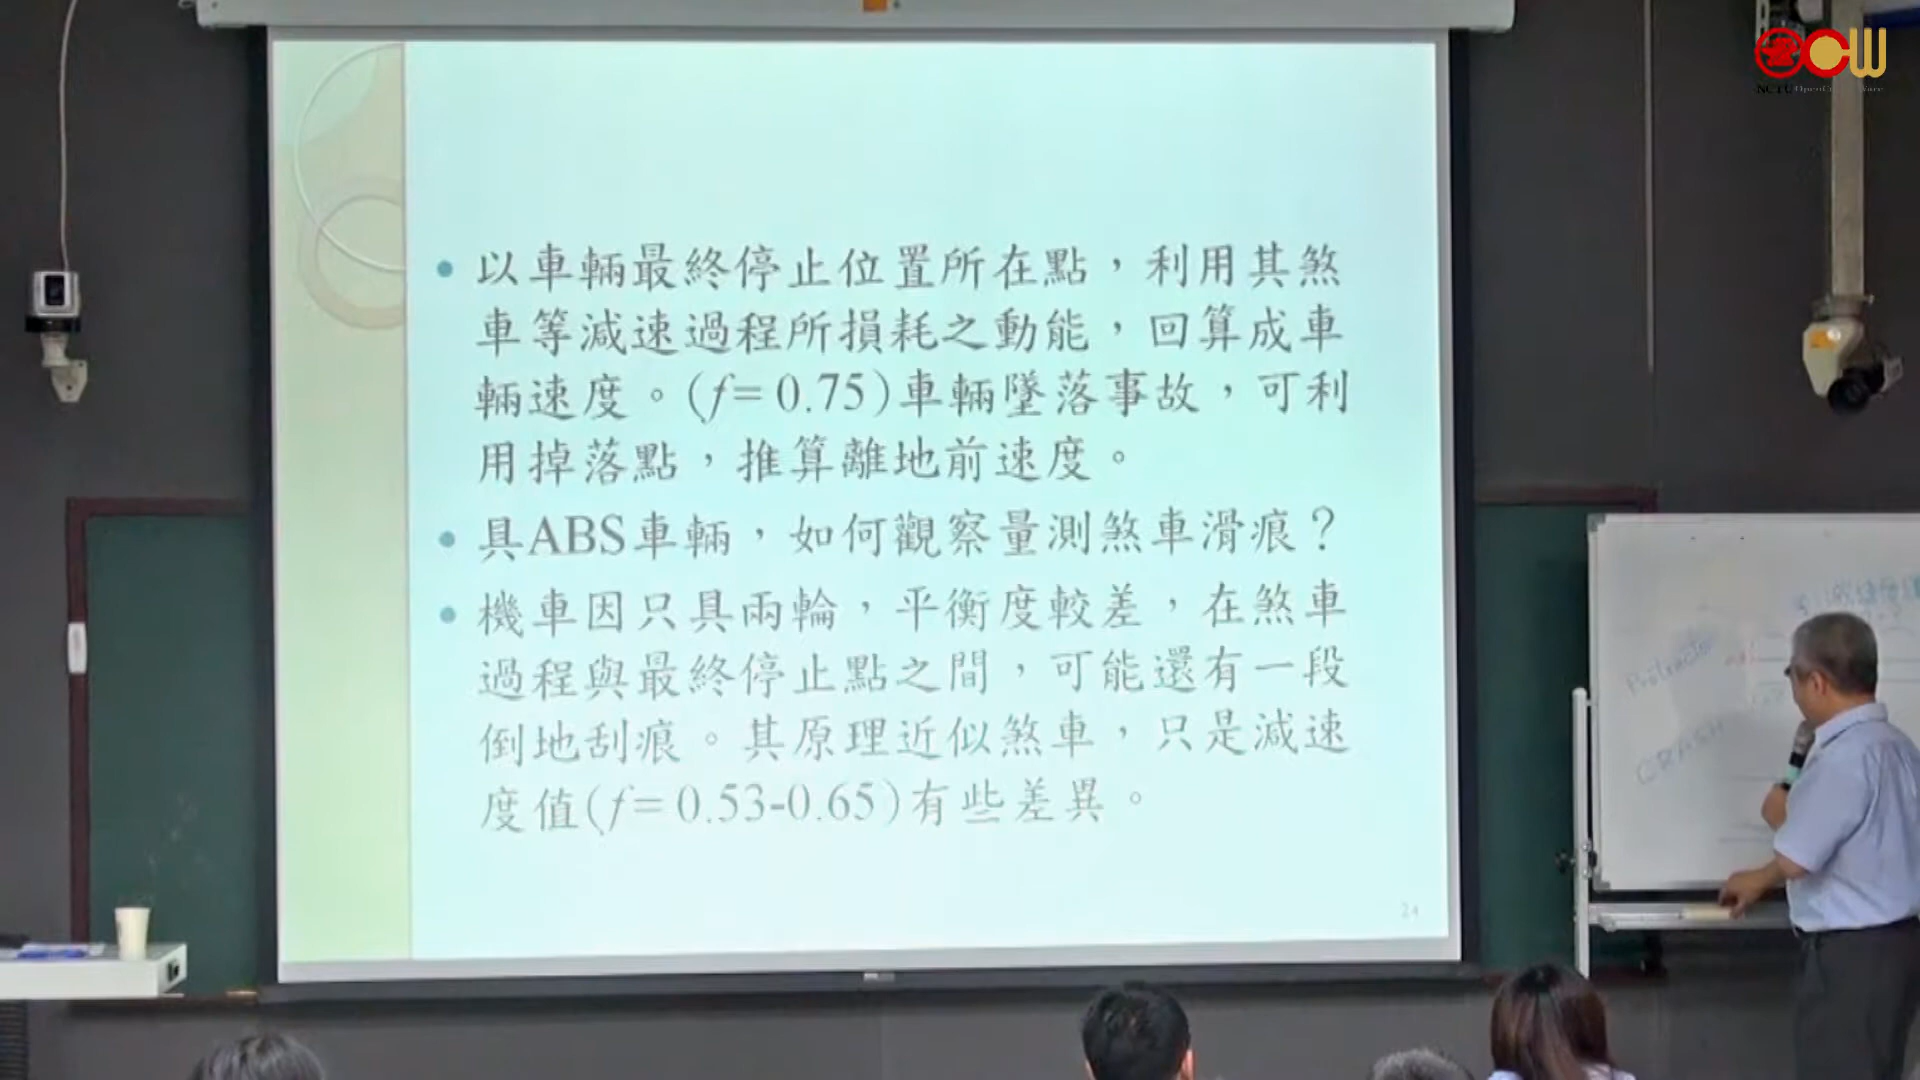 以車輛最終停止位置所在點，利用其煞
車等減速過程所損耗之動能，回算成車
輛速度。(f= 0.75)車輛墜落事故，可利
用掉落點，推算離地前速度。
具ABS車輛，如何觀察量測煞車滑痕？
機車因只具兩輪，平衡度較差，在煞車
過程與最終停止點之間，可能還有一段
倒地刮痕。其原理近似煞車，只是減速
度值(f= 0.53-0.65)有些差異。
24
CRASH